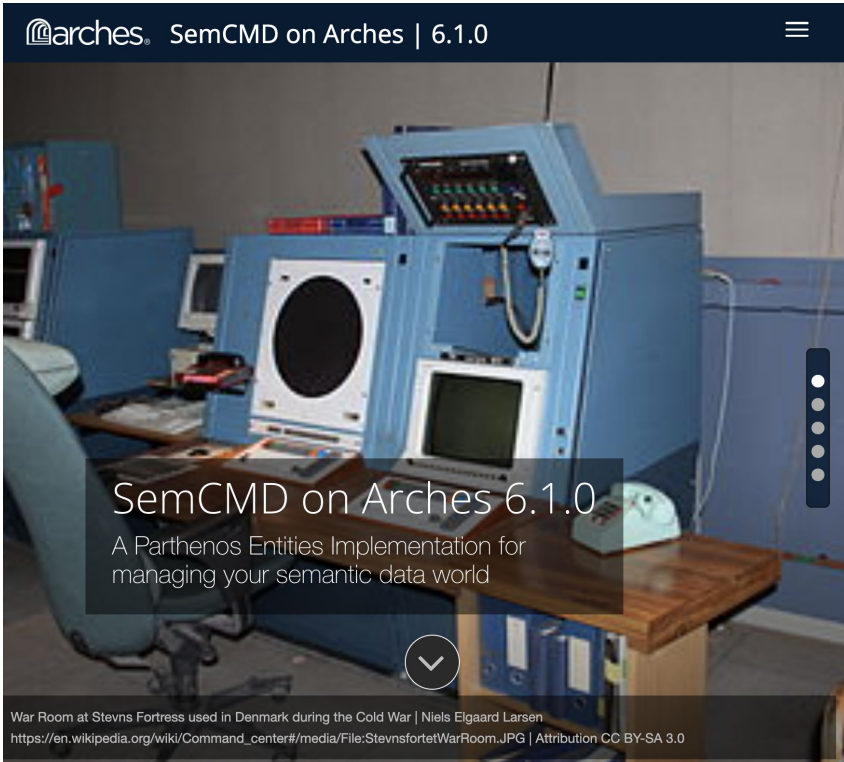 arches® SemCMD on Arches | 6.1.0
SemCMD on Arches 6.1.0
A Parthenos Entities Implementation for
managing your semantic data world
War Room at Stevns Fortress used in Denmark during the Cold War | Niels Elgaard Larsen
https://en.wikipedia.org/wiki/Command_center#/media/File:StevnsfortetWarRoom.JPG | Attribution CC BY-SA 3.0